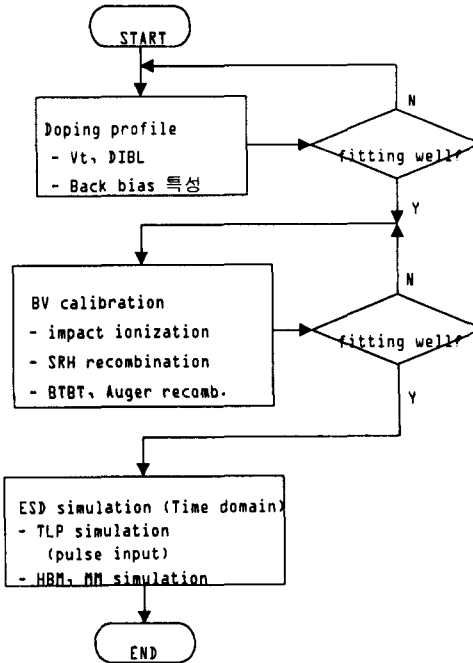 START
N
Doping profile
- Vt, DIBL
- Back bias 특성
fitting well?
Y
N
BV calibration
- impact ionization
- SRH recombination
- BTBT, Auger recomb.
fitting well?
Y
ESD simulation (Time domain)
- TLP simulation
(pulse input)
- HBM, MM simulation
END